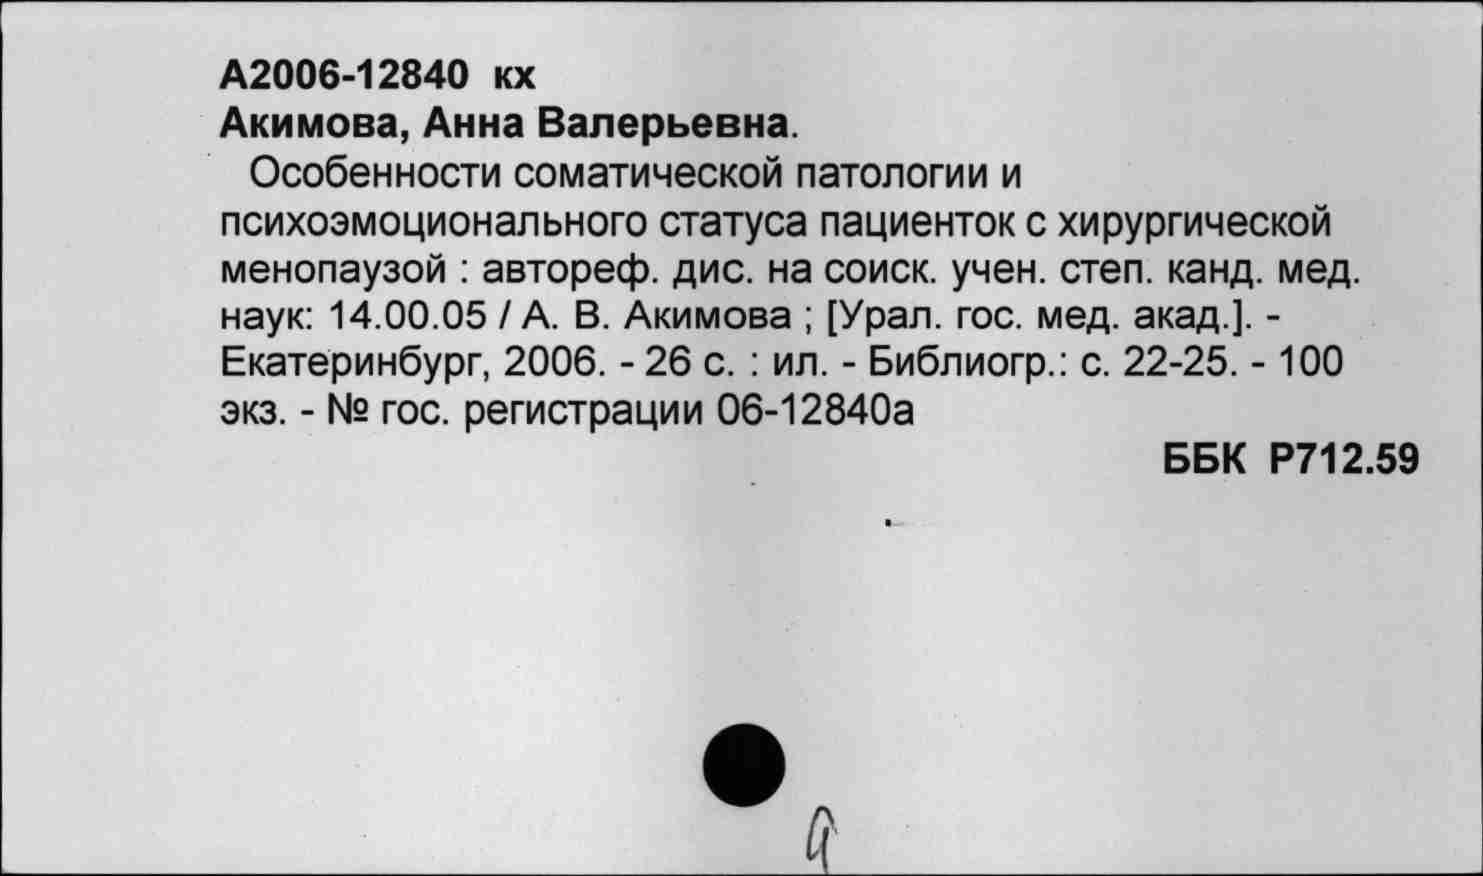 А2006-12840 кх
Акимова, Анна Валерьевна.
Особенности соматической патологии и
психоэмоционального статуса пациенток с хирургической
менопаузой : автореф. дис. на соиск. учен. степ. канд. мед.
наук: 14.00.05 / А. В. Акимова ; [Урал. гос. мед. акад.]. -
Екатеринбург, 2006. - 26 с. : ил. - Библиогр.: с. 22-25. - 100
экз. - № гос. регистрации 06-12840а
ББК Р712.59